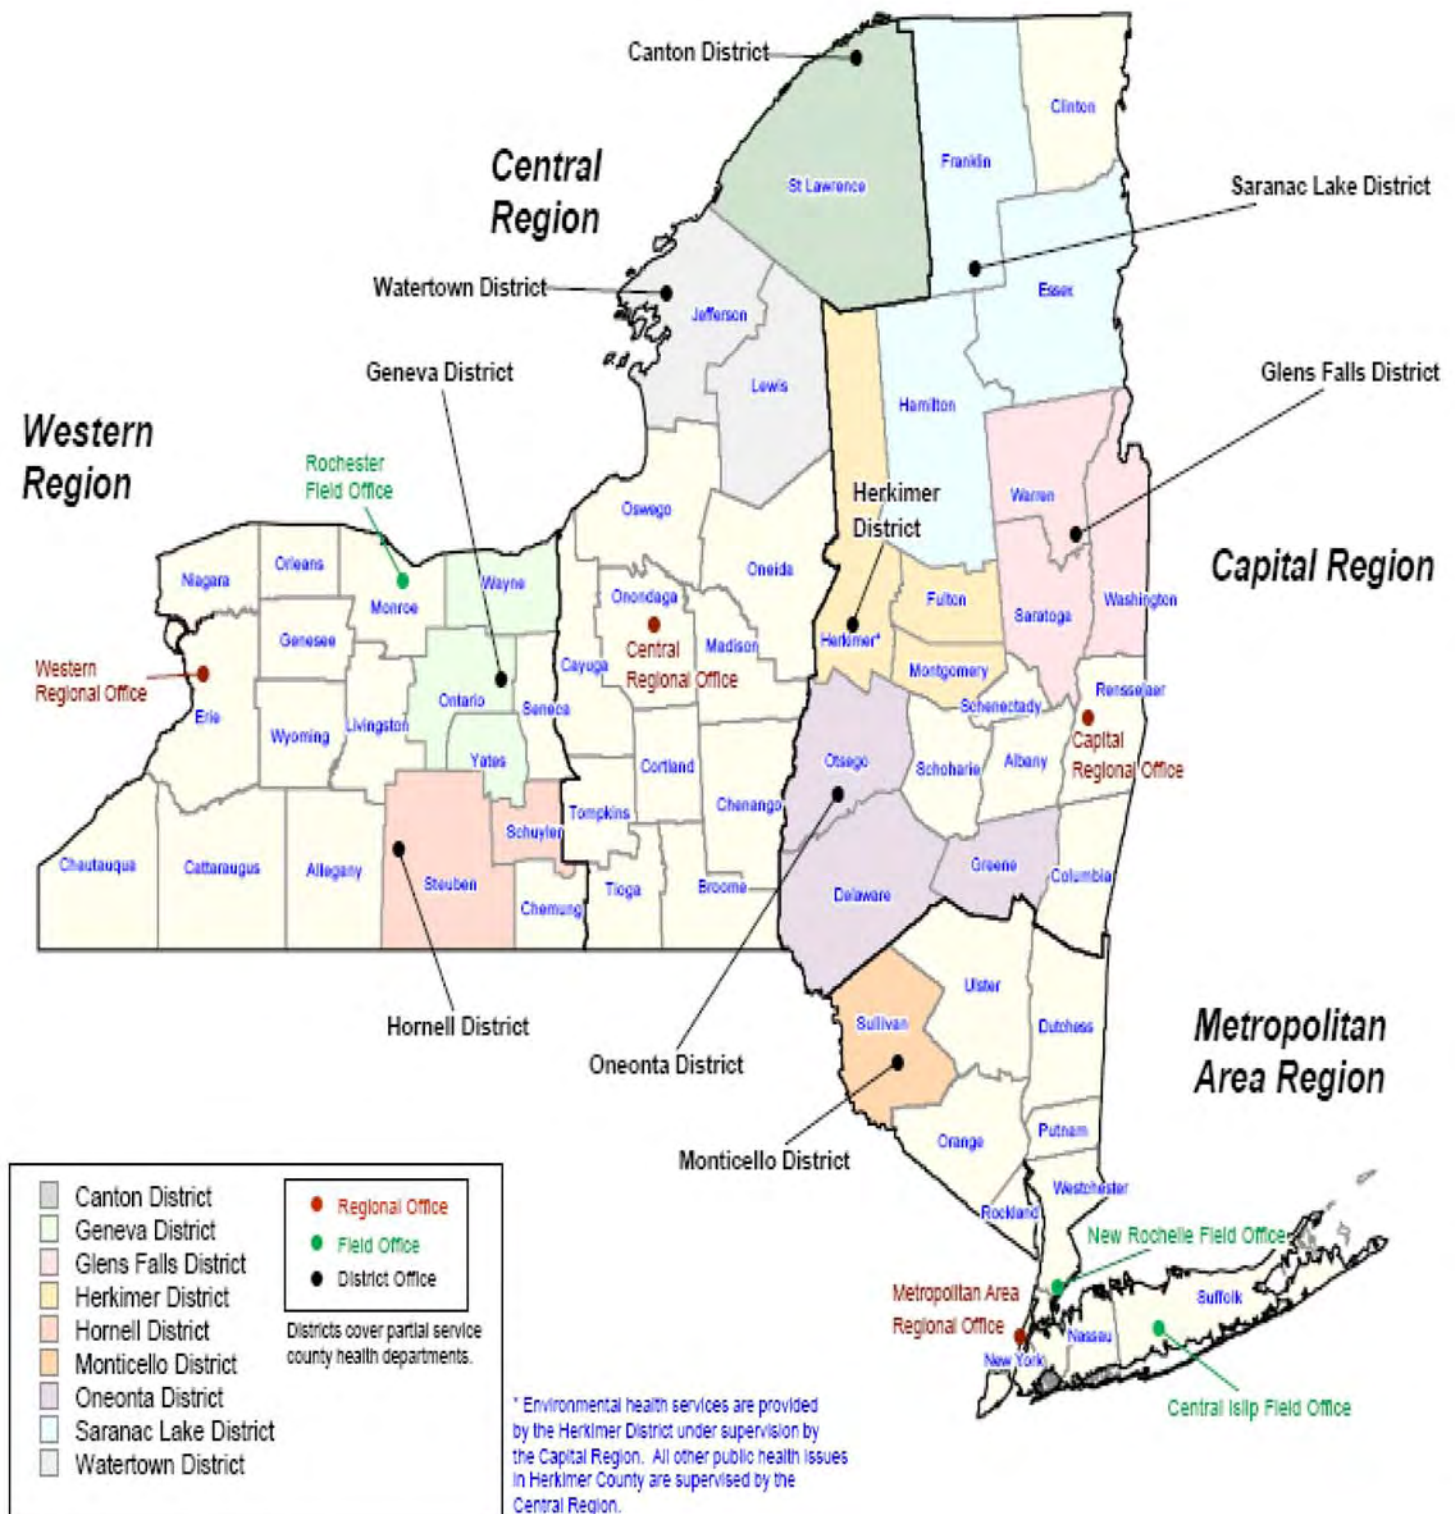 Canton District
Clinton
Central
Region
Franklin
St Lawrence
Saranac Lake District
Watertown District
Jefferson
Essex
Geneva District
Lewis
Hamilton
Glens Falls District
Western
Region
Rochester
Field Office
Herkimer
District
Warren
Oswego
Capital Region
Niagara
Orleans
Monroe
Wayne
Oneida
Onondaga
Fulton
Saratoga
Washington
Genesee
Herkimer*
Madison
Central
Regional Office
Cayuga
Montgomery
Western
Regional Office
Erie
Ontario
Seneca
Schenectady
Rensselaer
Wyoming
Livingston
Capital
Regional Office
Yates
Cortland
Otsego
Schoharie
Albany
Chenango
Tompkins
Schuyler
Chautauqua
Cattaraugus
Allegany
Steuben
Tioga
Broome
Delaware
Greene
Columbia
Chemung
Ulster
Sullivan
Dutchess
Hornell District
Metropolitan
Area Region
Oneonta District
Orange
Putnam
Monticello District
Westchester
Rockland
New Rochelle Field Office
Metropolitan Area
Regional Office
Suffolk
Nassau
New York
Central Islip Field Office
Canton District
Geneva District
Glens Falls District
Herkimer District
Hornell District
Monticello District
Oneonta District
Saranac Lake District
Watertown District
Regional Office
Field Office
District Office
Districts cover partial service
county health departments.
* Environmental health services are provided
by the Herkimer District under supervision by
the Capital Region. All other public health issues
in Herkimer County are supervised by the
Central Region.